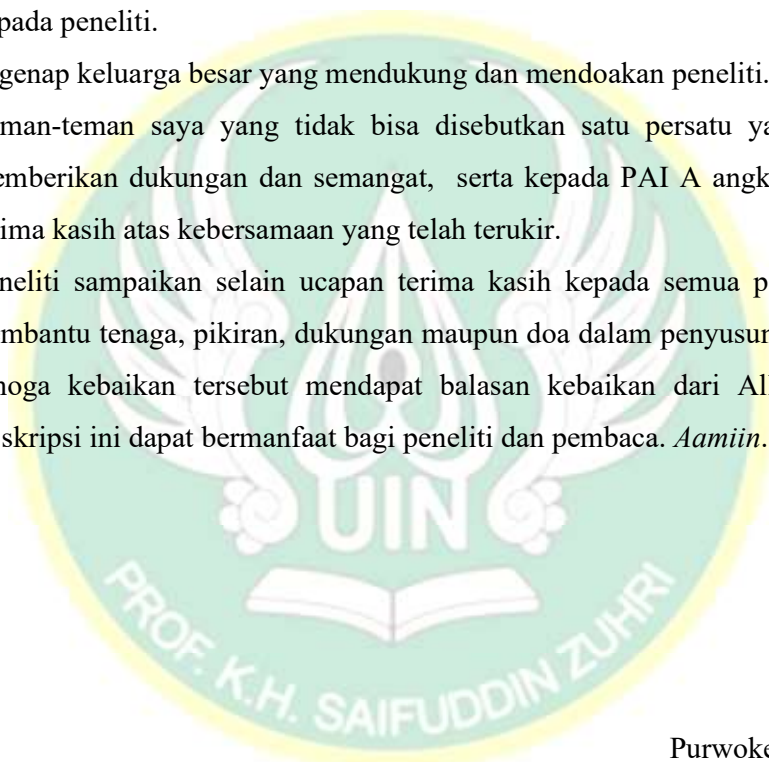 pada peneliti.
genap keluarga besar yang mendukung dan mendoakan peneliti.
man-teman saya yang tidak bisa disebutkan satu persatu ya
emberikan dukungan dan semangat, serta kepada PAI A angk
ima kasih atas kebersamaan yang telah terukir.
neliti sampaikan selain ucapan terima kasih kepada semua p
mbantu tenaga, pikiran, dukungan maupun doa dalam penyusun
noga kebaikan tersebut mendapat balasan kebaikan dari All
skripsi ini dapat bermanfaat bagi peneliti dan pembaca. Aamiin.
UIN
PROF. K.H. SAIFUDDIN ZUHRI
Purwoke